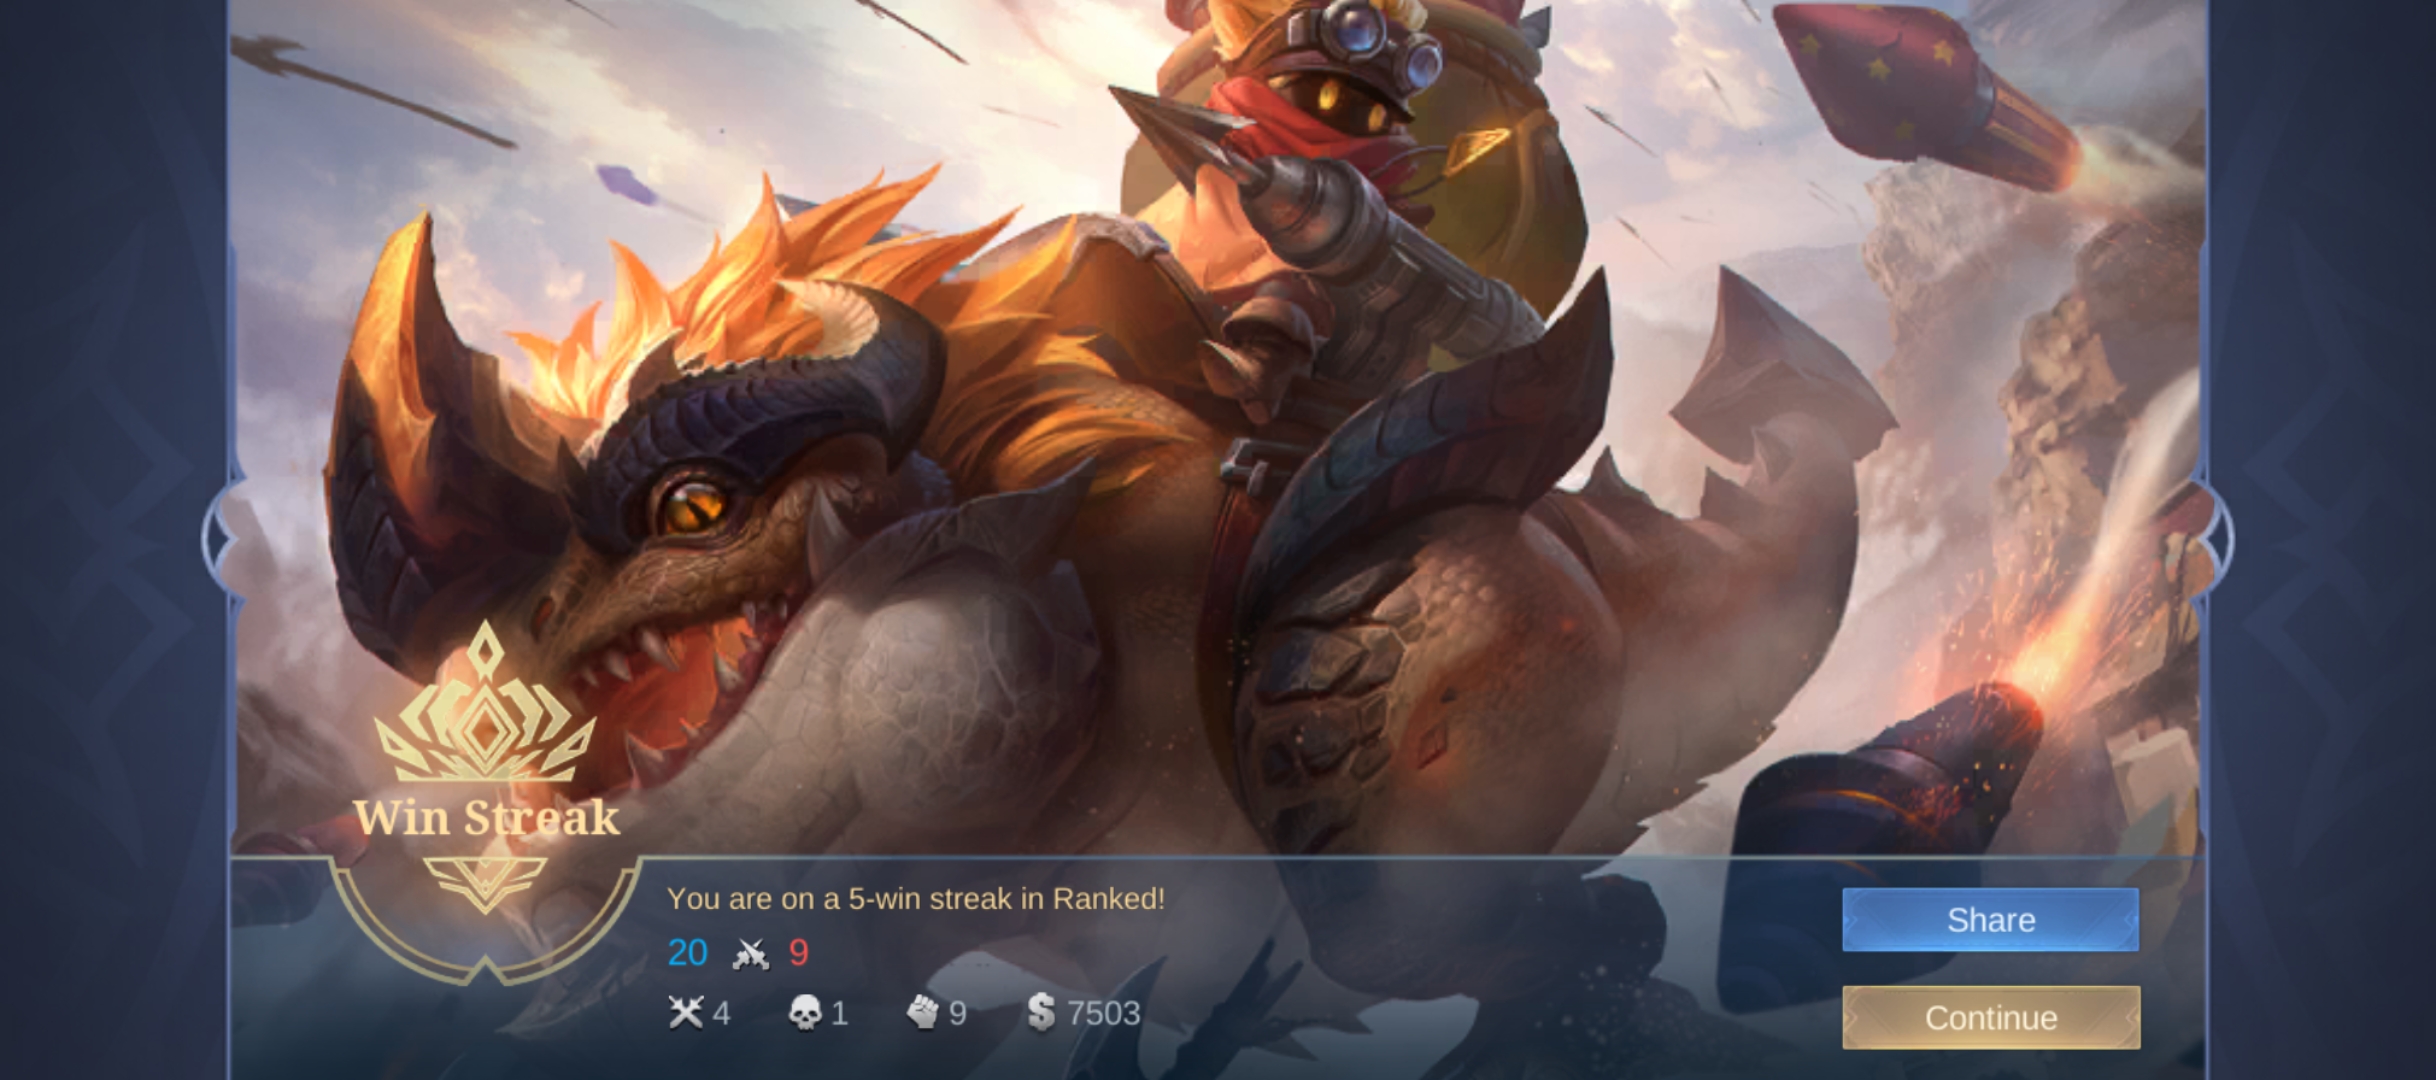 Win Streak
You are on a 5-win streak in Ranked!
20 9
4 1 9 $ 7503
Share
Continue